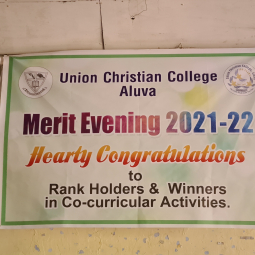 Union Christian College
Aluva
Merit Evening 2021-22
Hearty Congratulations
to
Rank Holders & Winners
in Co-curricular Activities.